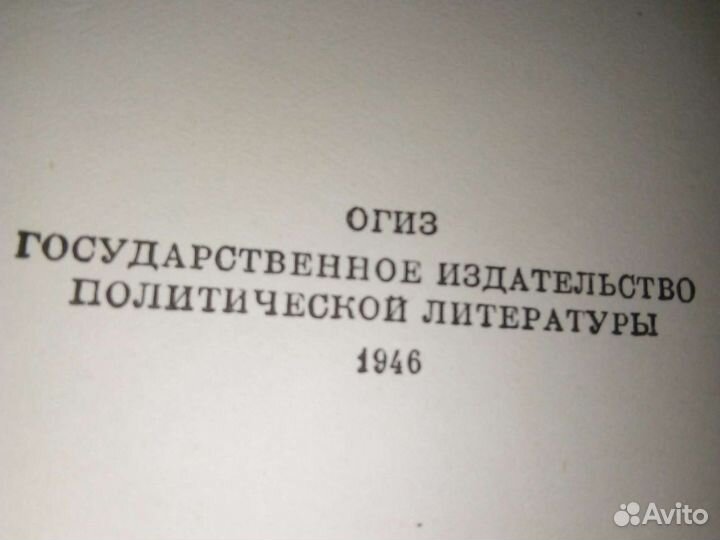 ОГИЗ
ГОСУДАРСТВЕННОЕ ИЗДАТЕЛЬСТВО
ПОЛИТИЧЕСКОЙ ЛИТЕРАТУРЫ
1946
Avito